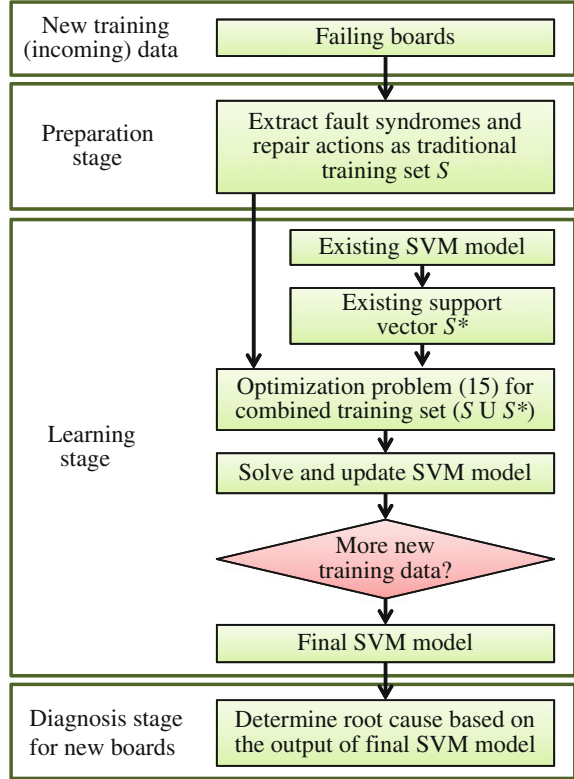 New training
(incoming) data
Failing boards
Preparation
stage
Extract fault syndromes and
repair actions as traditional
training set S
Learning
stage
Existing SVM model
Existing support
vector S*
Optimization problem (15) for
combined training set (S U S*)
Solve and update SVM model
More new
training data?
Final SVM model
Diagnosis stage
for new boards
Determine root cause based on
the output of final SVM model